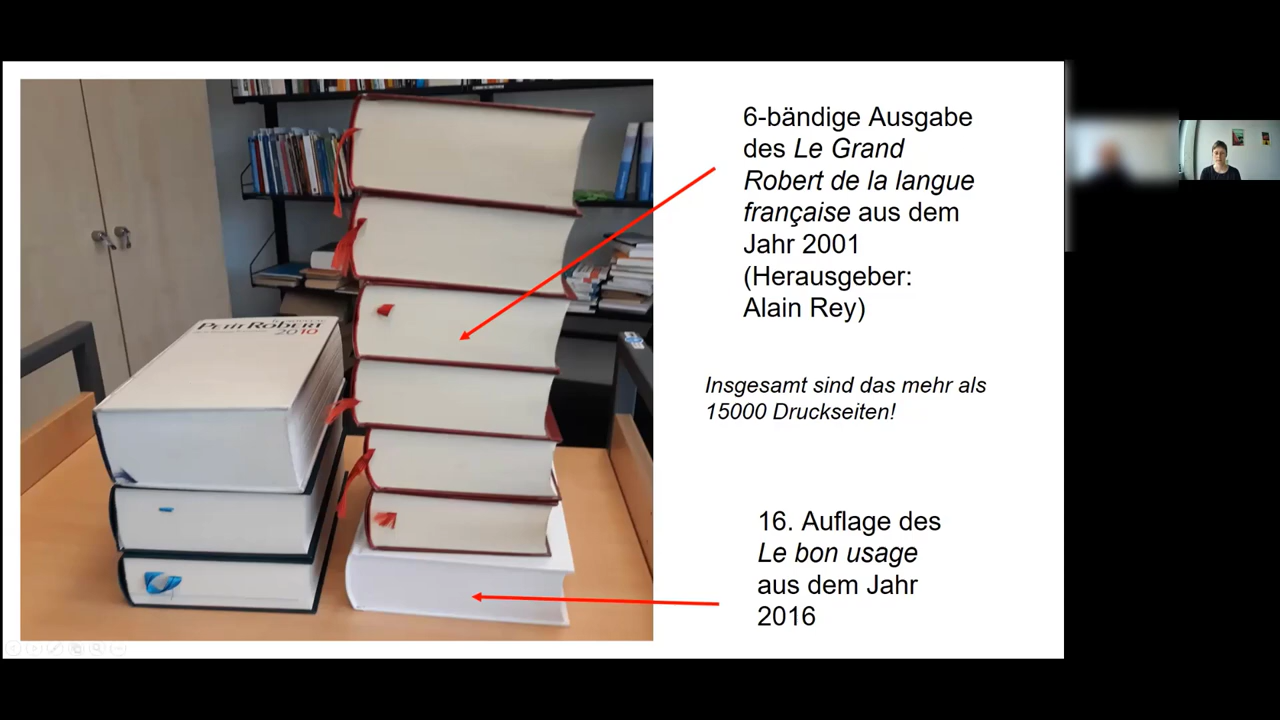 PETIT ROBERT
2010
6-bändige Ausgabe
des Le Grand
Robert de la langue
française aus dem
Jahr 2001
(Herausgeber:
Alain Rey)
Insgesamt sind das mehr als
15000 Druckseiten!
16. Auflage des
Le bon usage
aus dem Jahr
2016